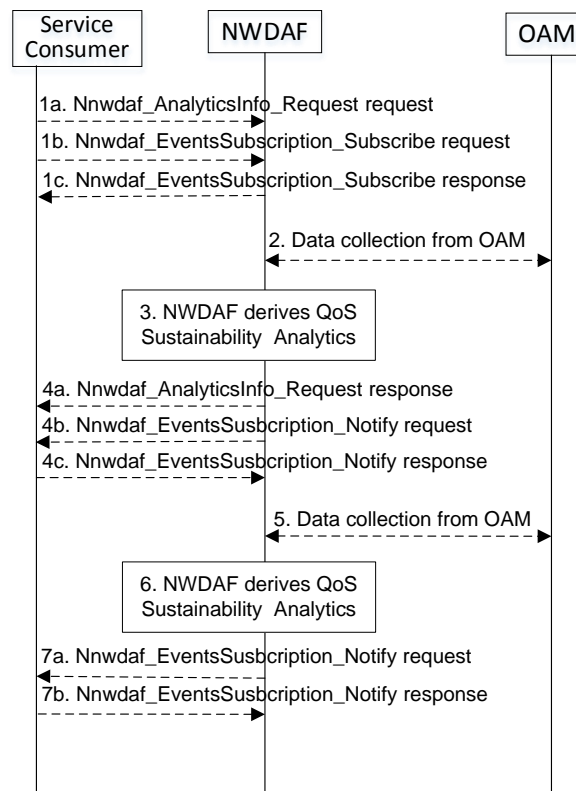 Service
Consumer
NWDAF
OAM
1a. Nnwdaf_AnalyticsInfo_Request request
1b. Nnwdaf_EventsSubscription_Subscribe request
1c. Nnwdaf_EventsSubscription_Subscribe response
2. Data collection from OAM
3. NWDAF derives QoS
Sustainability Analytics
4a. Nnwdaf_AnalyticsInfo_Request response
4b. Nnwdaf_EventsSusbcription_Notify request
4c. Nnwdaf_EventsSusbcription_Notify response
5. Data collection from OAM
6. NWDAF derives QoS
Sustainability Analytics
7a. Nnwdaf_EventsSusbcription_Notify request
7b. Nnwdaf_EventsSusbcription_Notify response